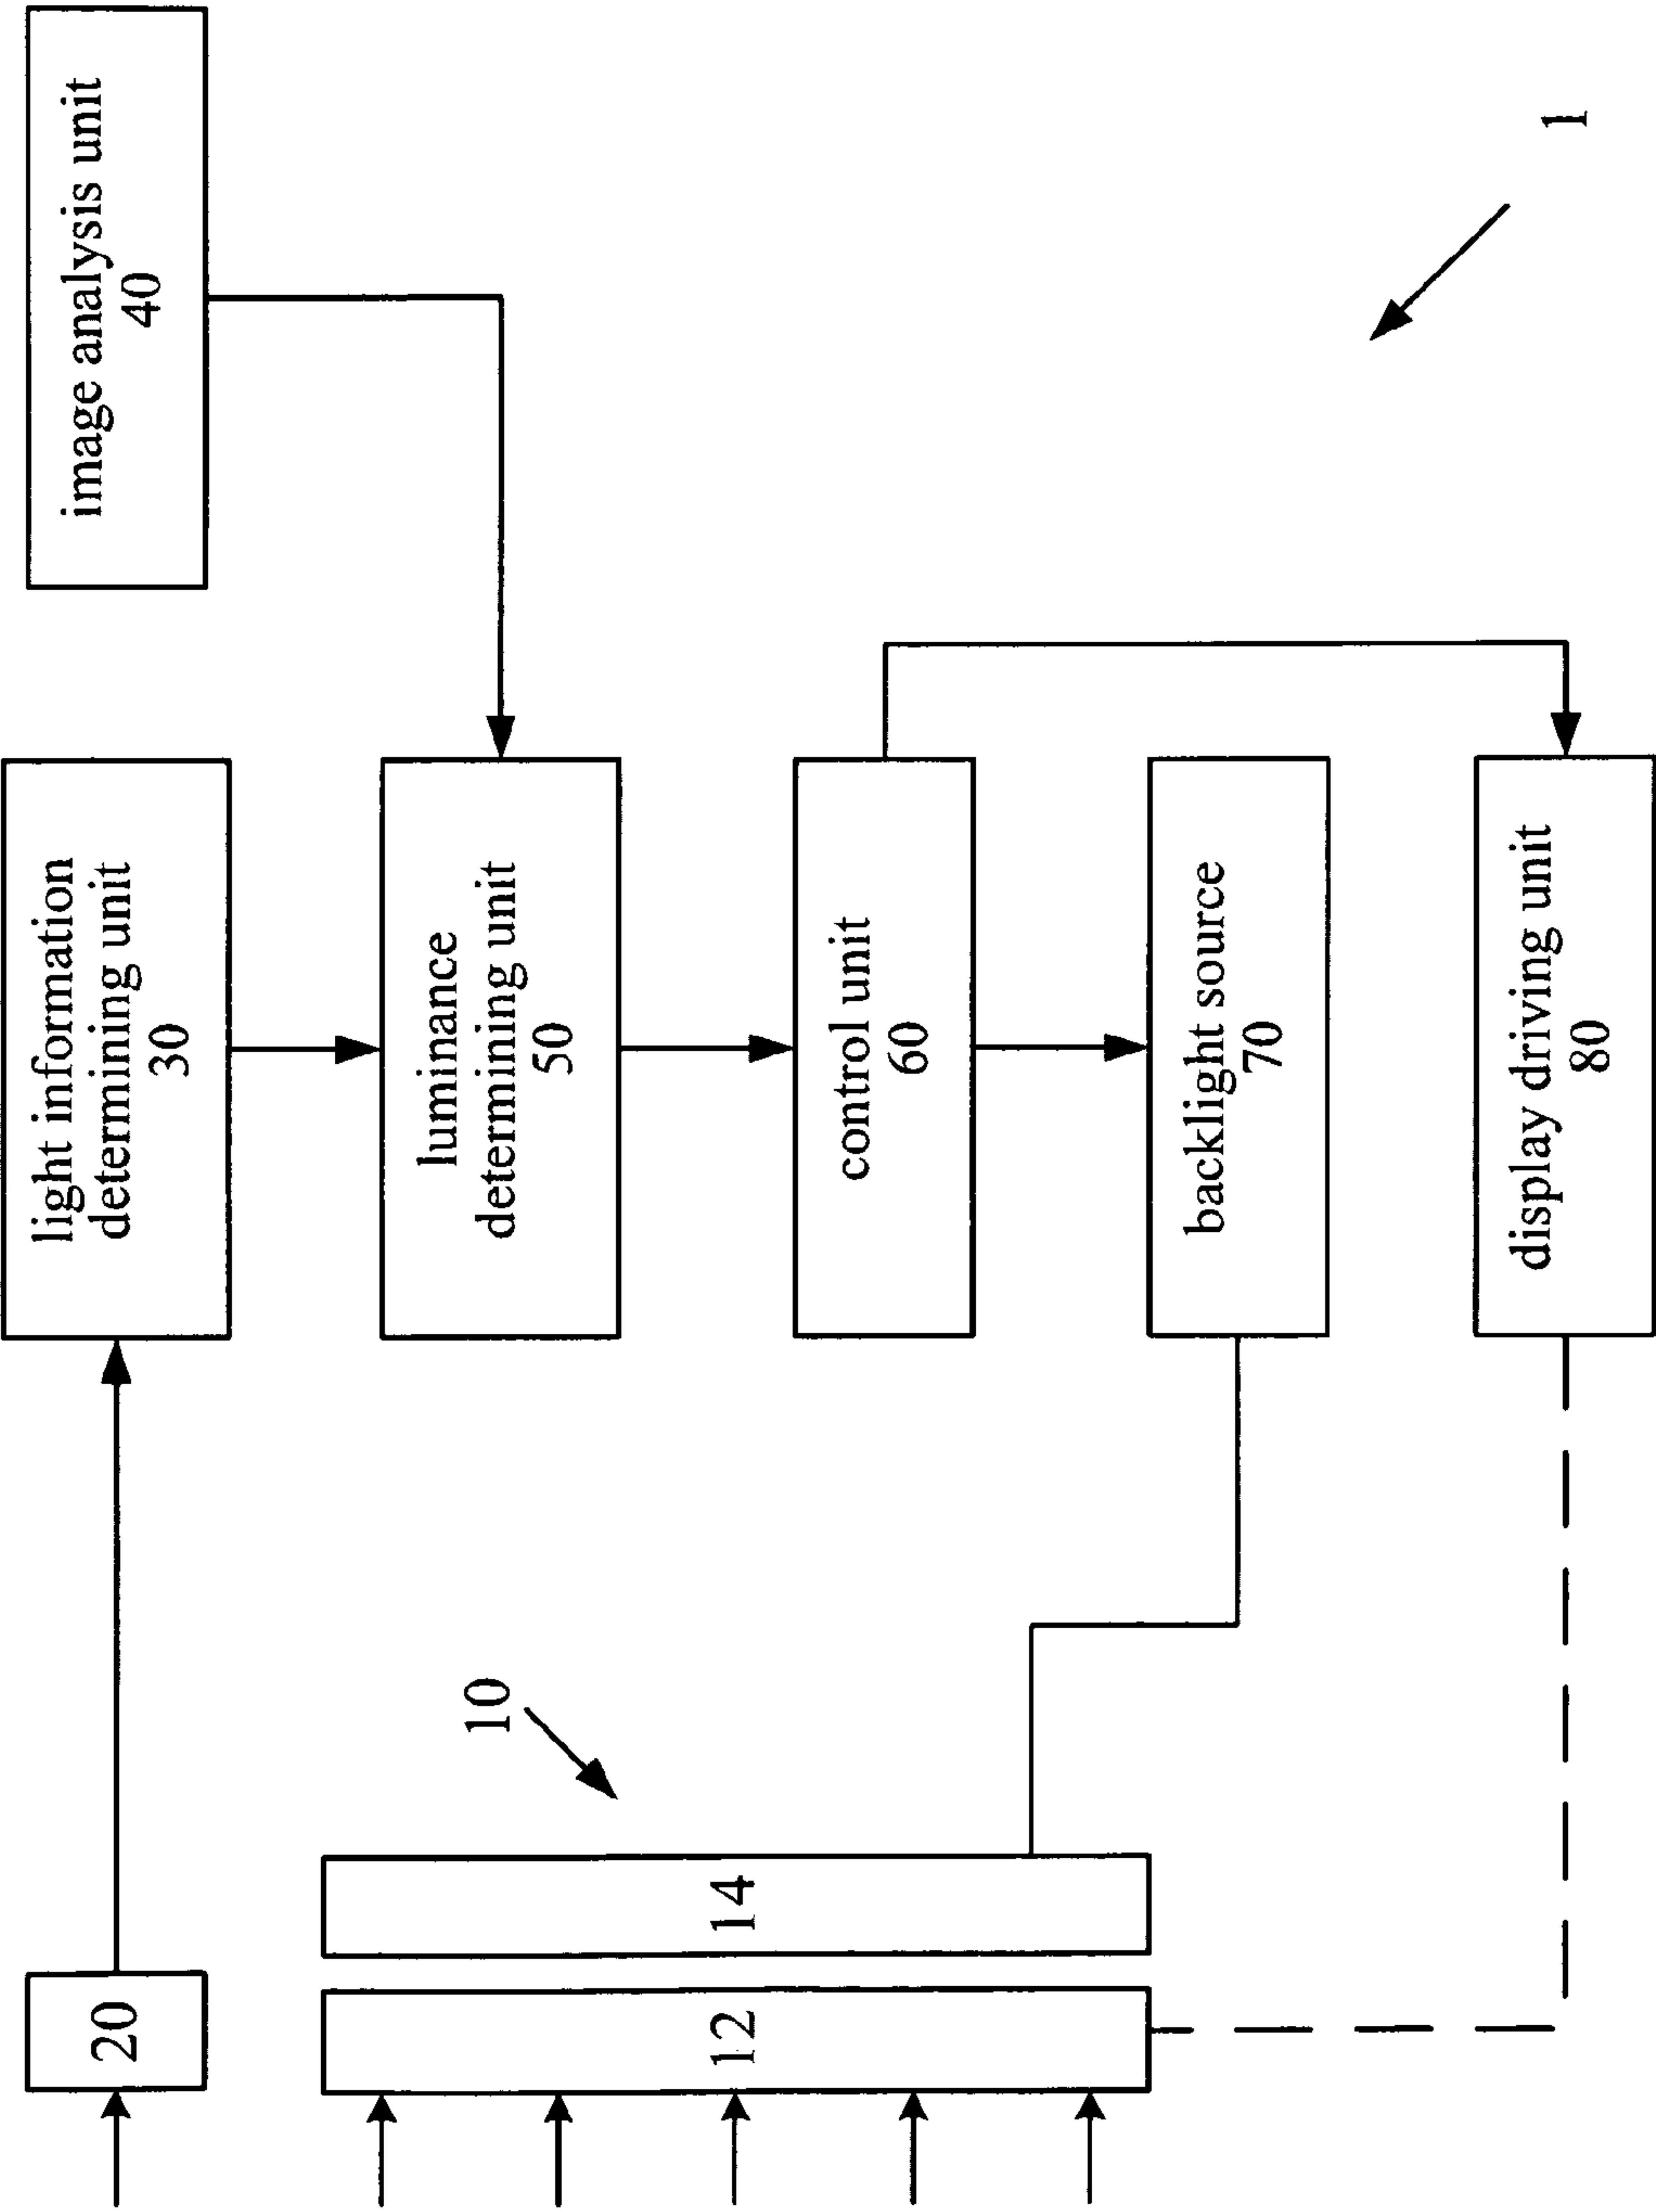 20
light information
determining unit
30
image analysis unit
40
10
12
14
luminance
determining unit
50
control unit
60
backlight source
70
display driving unit
80
1